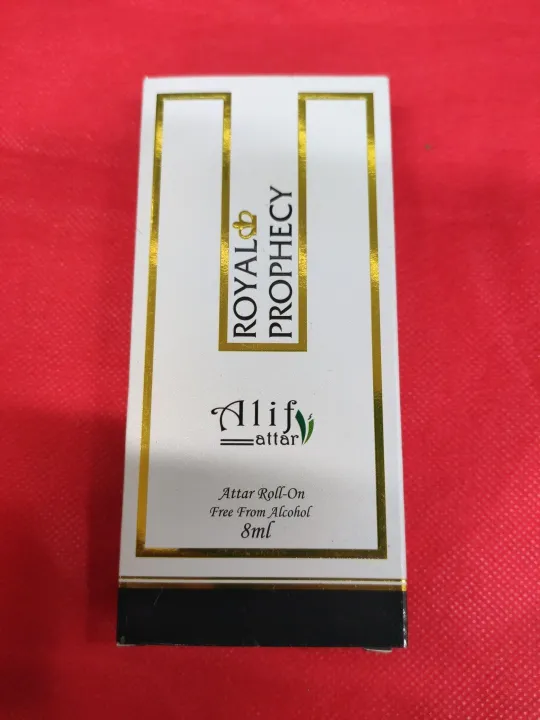 ROYAL
PROPHECY
Alif
attar
Attar Roll-On
Free From Alcohol
8ml